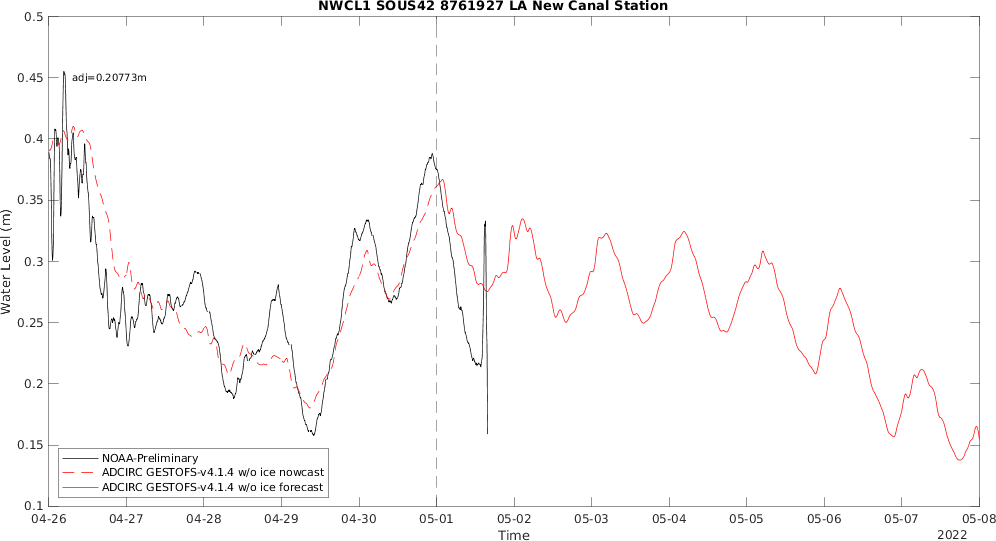 NWCL1 SOUS42 8761927 LA New Canal Station
0.5
0.45
0.4
0.35
0.3
0.25
0.2
0.15
0.1
Water Level (m)
adj=0.20773m
NOAA-Preliminary
ADCIRC GESTOFS-v4.1.4 w/o ice nowcast
ADCIRC GESTOFS-v4.1.4 w/o ice forecast
04-26 04-27 04-28 04-29 04-30 05-01 05-02 05-03 05-04 05-05 05-06 05-07 05-08
Time
2022